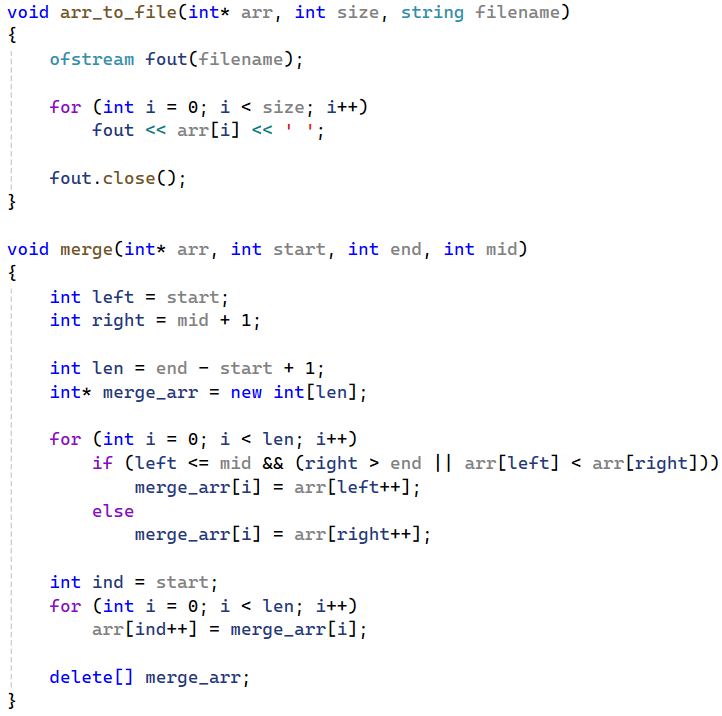 void arr_to_file(int* arr, int size, string filename)
{
    ofstream fout(filename);

    for (int i = 0; i < size; i++)
        fout << arr[i] << ' ';

    fout.close();
}

void merge(int* arr, int start, int end, int mid)
{
    int left = start;
    int right = mid + 1;

    int len = end - start + 1;
    int* merge_arr = new int[len];

    for (int i = 0; i < len; i++)
        if (left <= mid && (right > end || arr[left] < arr[right]))
            merge_arr[i] = arr[left++];
        else
            merge_arr[i] = arr[right++];

    int ind = start;
    for (int i = 0; i < len; i++)
        arr[ind++] = merge_arr[i];

    delete[] merge_arr;
}